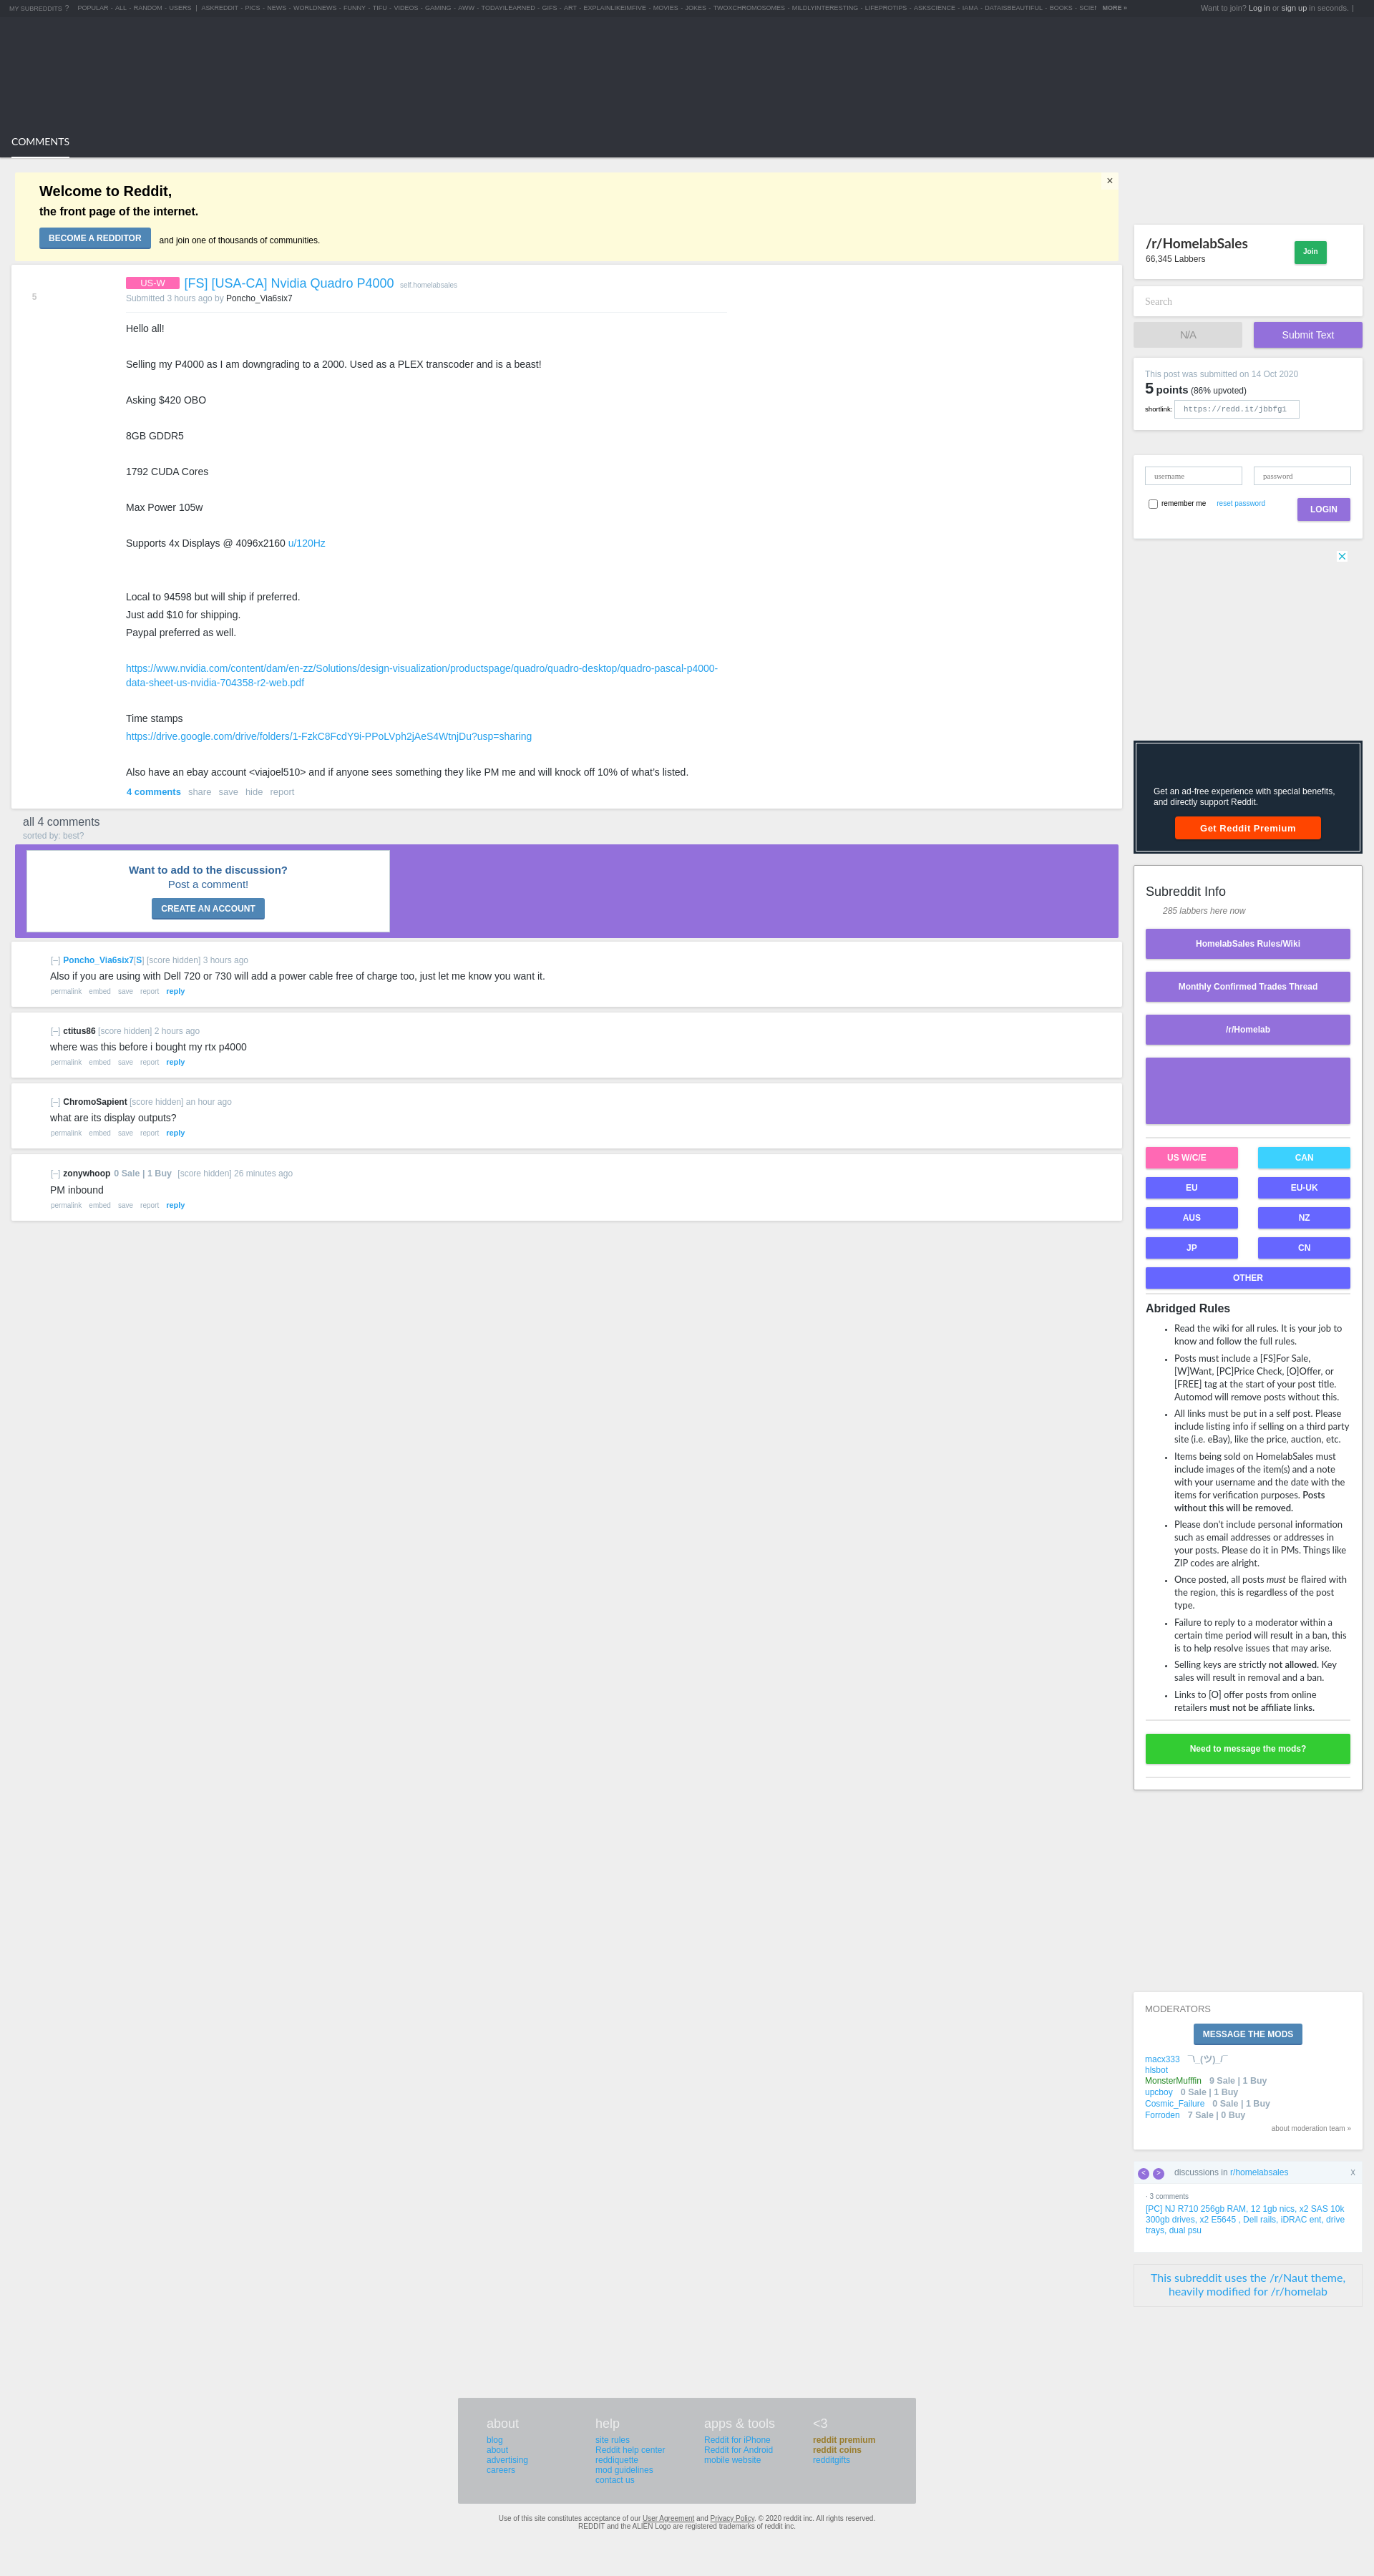 MY SUBREDDITS ? POPULAR - ALL - RANDOM - USERS | ASKREDDIT - PICS - NEWS - WORLDNEWS - FUNNY - TIFU - VIDEOS - GAMING - AWW - TODAYILEARNED - GIFS - ART - EXPLAINLIKEIMFIVE - MOVIES - JOKES - TWOXCHROMOSOMES - MILDLYINTERESTING - LIFEPROTIPS - ASKSCIENCE - IAMA - DATAISBEAUTIFUL - BOOKS - MORE »
Want to join? Log in or sign up in seconds. |
COMMENTS
Welcome to Reddit,
the front page of the internet.
BECOME A REDDITOR and join one of thousands of communities.
×
5
US-W [FS] [USA-CA] Nvidia Quadro P4000 self.homelabsales
Submitted 3 hours ago by Poncho_Via6six7
Hello all!
Selling my P4000 as I am downgrading to a 2000. Used as a PLEX transcoder and is a beast!
Asking $420 OBO
8GB GDDR5
1792 CUDA Cores
Max Power 105w
Supports 4x Displays @ 4096x2160 u/120Hz
Local to 94598 but will ship if preferred.
Just add $10 for shipping.
Paypal preferred as well.
https://www.nvidia.com/content/dam/en-zz/Solutions/design-visualization/productspage/quadro/quadro-desktop/quadro-pascal-p4000-
data-sheet-us-nvidia-704358-r2-web.pdf
Time stamps
https://drive.google.com/drive/folders/1-FzkC8FcdY9i-PPoLVph2jAeS4WtnjDu?usp=sharing
Also have an ebay account <viajoel510> and if anyone sees something they like PM me and will knock off 10% of what's listed.
4 comments share save hide report
all 4 comments
sorted by: best?
Want to add to the discussion?
Post a comment!
CREATE AN ACCOUNT
[–] Poncho_Via6six7[S] [score hidden] 3 hours ago
Also if you are using with Dell 720 or 730 will add a power cable free of charge too, just let me know you want it.
permalink embed save report reply
[–] ctitus86 [score hidden] 2 hours ago
where was this before i bought my rtx p4000
permalink embed save report reply
[–] ChromoSapient [score hidden] an hour ago
what are its display outputs?
permalink embed save report reply
[–] zonywhoop 0 Sale | 1 Buy [score hidden] 26 minutes ago
PM inbound
permalink embed save report reply
/r/HomelabSales
66,345 Labbers
Join
Search
N/A
Submit Text
This post was submitted on 14 Oct 2020
5 points (86% upvoted)
shortlink: https://redd.it/jbbfgi
username
password
remember me reset password
LOGIN
Get an ad-free experience with special benefits,
and directly support Reddit.
Get Reddit Premium
Subreddit Info
285 labbers here now
HomelabSales Rules/Wiki
Monthly Confirmed Trades Thread
/r/Homelab
US W/C/E
CAN
EU
EU-UK
AUS
NZ
JP
CN
OTHER
Abridged Rules
• Read the wiki for all rules. It is your job to
know and follow the full rules.
• Posts must include a [FS]For Sale,
[W]Want, [PC]Price Check, [O]Offer, or
[FREE] tag at the start of your post title.
Automod will remove posts without this.
• All links must be put in a self post. Please
include listing info if selling on a third party
site (i.e. eBay), like the price, auction, etc.
• Items being sold on HomelabSales must
include images of the item(s) and a note
with your username and the date with the
items for verification purposes. Posts
without this will be removed.
• Please don't include personal information
such as email addresses or addresses in
your posts. Please do it in PMs. Things like
ZIP codes are alright.
• Once posted, all posts must be flaired with
the region, this is regardless of the post
type.
• Failure to reply to a moderator within a
certain time period will result in a ban, this
is to help resolve issues that may arise.
• Selling keys are strictly not allowed. Key
sales will result in removal and a ban.
• Links to [O] offer posts from online
retailers must not be affiliate links.
Need to message the mods?
MODERATORS
MESSAGE THE MODS
macx333 ¯\_(ツ)_/¯
hlsbot
MonsterMufffin 9 Sale | 1 Buy
upcboy 0 Sale | 1 Buy
Cosmic_Failure 0 Sale | 1 Buy
Forroden 7 Sale | 0 Buy
about moderation team »
< > discussions in r/homelabsales X
· 3 comments
[PC] NJ R710 256gb RAM, 12 1gb nics, x2 SAS 10k
300gb drives, x2 E5645 , Dell rails, iDRAC ent, drive
trays, dual psu
This subreddit uses the /r/Naut theme,
heavily modified for /r/homelab
about
blog
about
advertising
careers
help
site rules
Reddit help center
reddiquette
mod guidelines
contact us
apps & tools
Reddit for iPhone
Reddit for Android
mobile website
<3
reddit premium
reddit coins
redditgifts
Use of this site constitutes acceptance of our User Agreement and Privacy Policy. © 2020 reddit inc. All rights reserved.
REDDIT and the ALIEN Logo are registered trademarks of reddit inc.